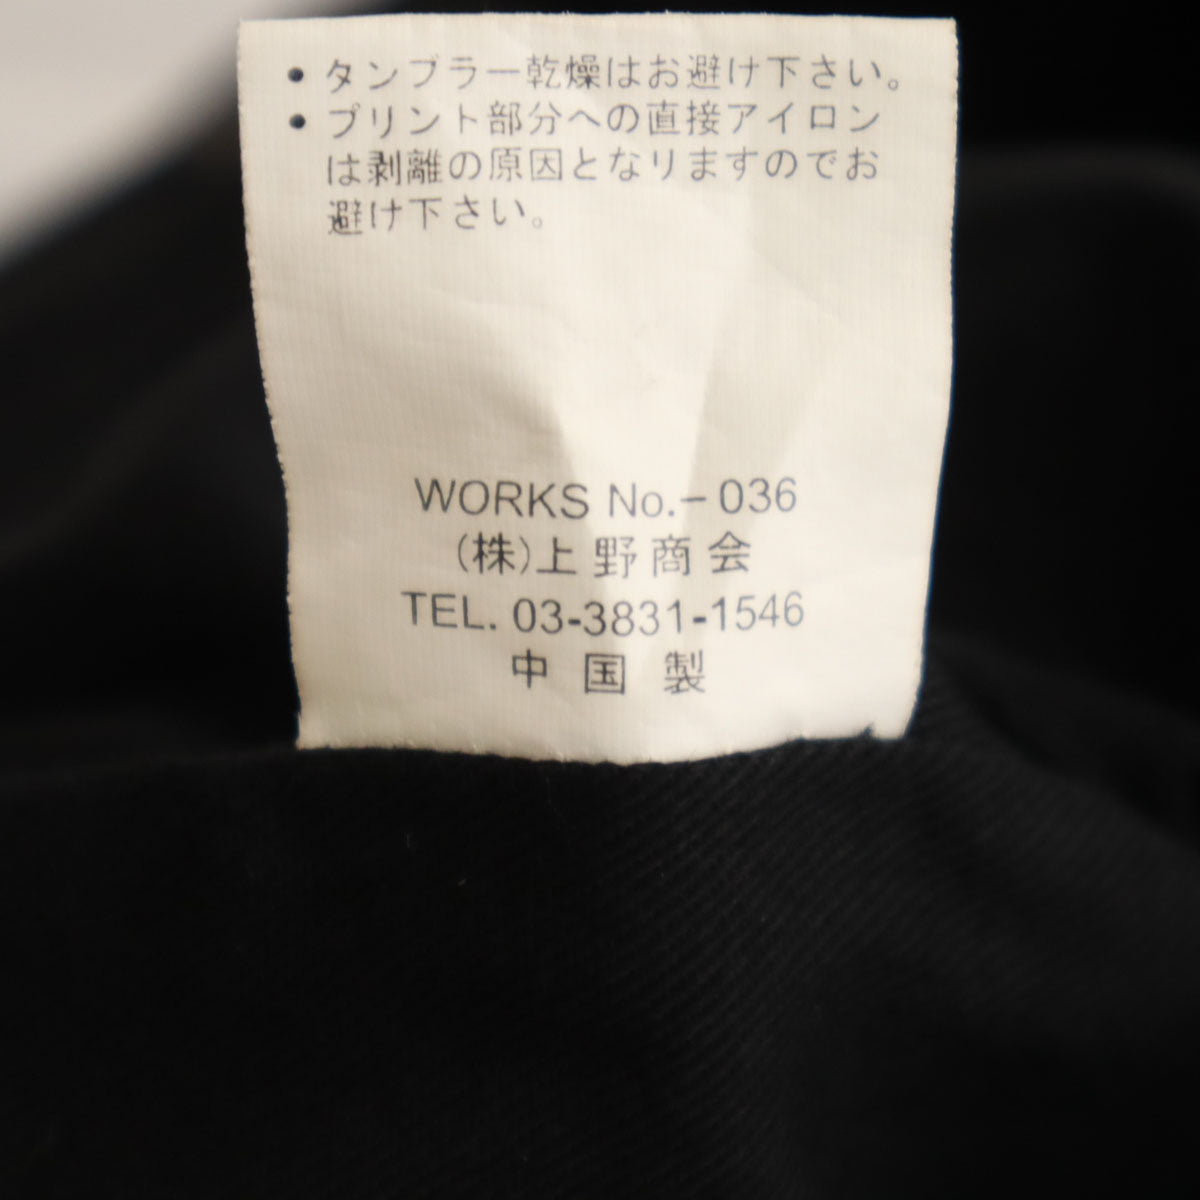 ・タンブラー乾燥はお避け下さい。
・プリント部分への直接アイロン
は剥離の原因となりますのでお
避け下さい。
WORKS No.-036
(株)上野商会
TEL. 03-3831-1546
中国製